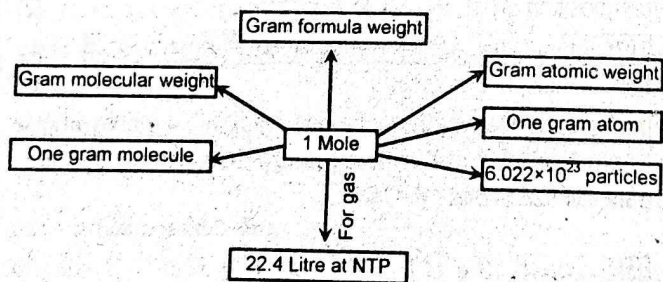 Gram formula weight
Gram molecular weight
Gram atomic weight
One gram molecule
1 Mole
One gram atom
6.022×10²³ particles
For gas
22.4 Litre at NTP